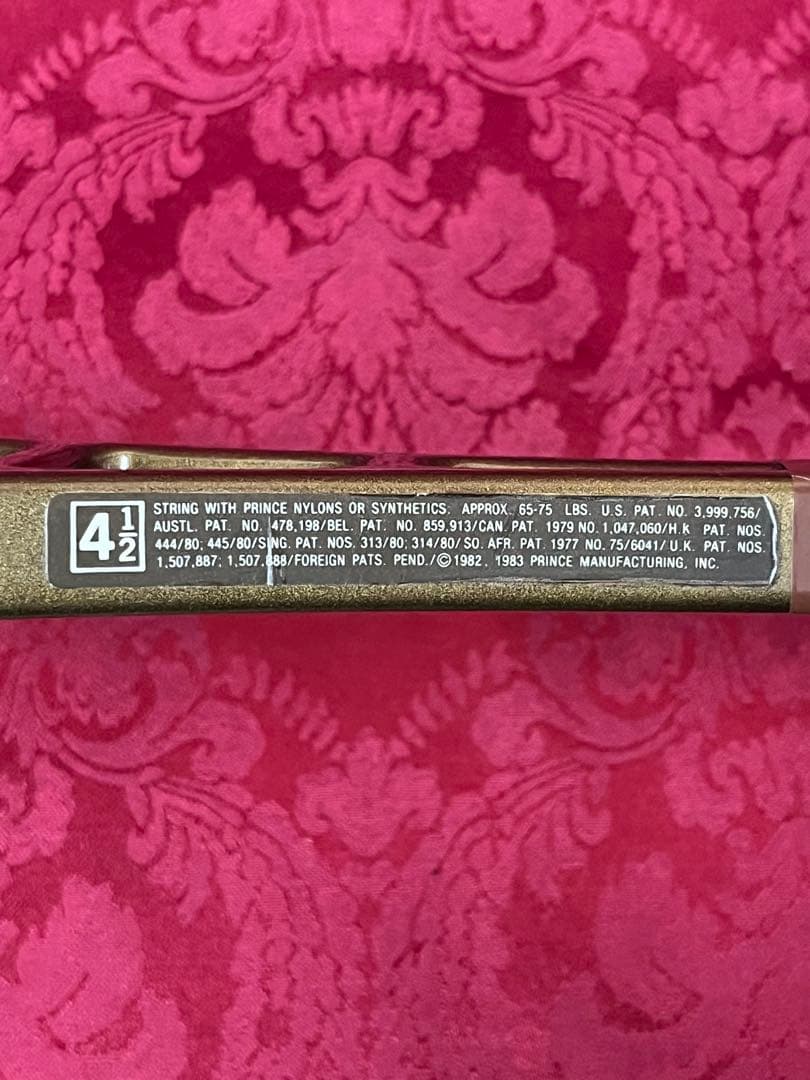 4 1/2
STRING WITH PRINCE NYLONS OR SYNTHETICS. APPROX. 65-75 LBS. U.S. PAT. NO. 3,999,756/
AUSTL. PAT. NO. 478,198/BEL. PAT. NO. 859,913/CAN. PAT. 1979 NO. 1,047,060/H.K. PAT. NOS.
444/80; 445/80/SING. PAT. NOS. 313/80; 314/80/ SO. AFR. PAT. 1977 NO. 75/6041/ U.K. PAT. NOS.
1,507,887; 1,507,888/FOREIGN PATS. PEND./©1982, 1983 PRINCE MANUFACTURING, INC.